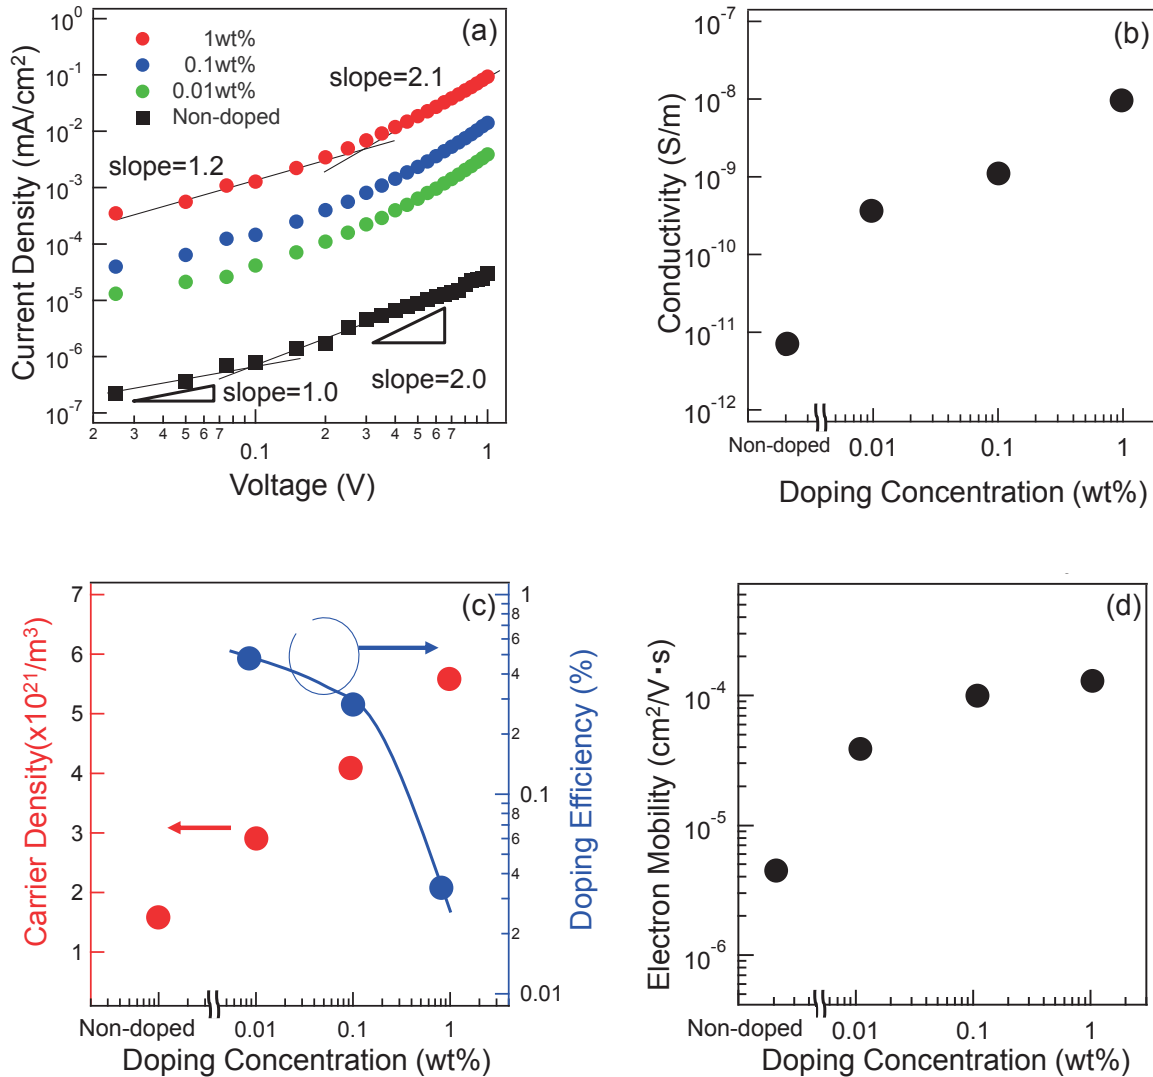 (a)
1wt%
0.1wt%
0.01wt%
Non-doped
slope=2.1
slope=1.2
slope=1.0
slope=2.0
Current Density (mA/cm²)
10⁰
10⁻¹
10⁻²
10⁻³
10⁻⁴
10⁻⁵
10⁻⁶
10⁻⁷
2 3 4 5 6 7 2 3 4 5 6 7
0.1 1
Voltage (V)
(b)
Conductivity (S/m)
10⁻⁷
10⁻⁸
10⁻⁹
10⁻¹⁰
10⁻¹¹
10⁻¹²
Non-doped 0.01 0.1 1
Doping Concentration (wt%)
(c)
Carrier Density(x10²¹/m³)
7
6
5
4
3
2
1
Doping Efficiency (%)
1
8
6
4
2
0.1
8
6
4
2
0.01
Non-doped 0.01 0.1 1
Doping Concentration (wt%)
(d)
Electron Mobility (cm²/V・s)
10⁻⁴
10⁻⁵
10⁻⁶
Non-doped 0.01 0.1 1
Doping Concentration (wt%)